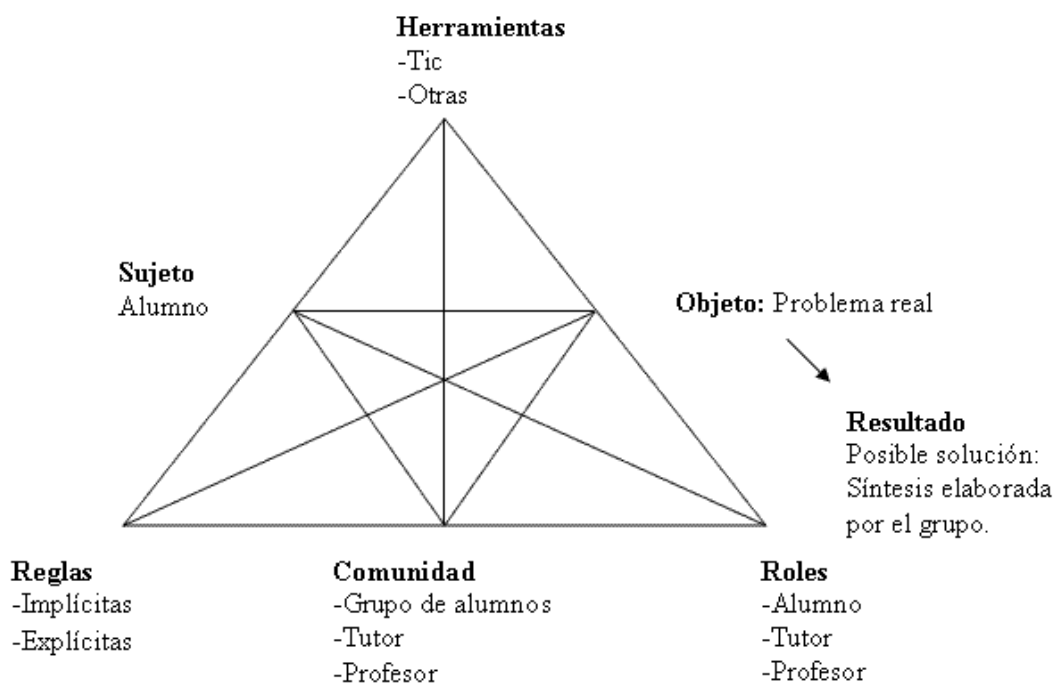 Herramientas
-Tic
-Otras
Sujeto
Alumno
Objeto: Problema real
Resultado
Posible solución:
Síntesis elaborada
por el grupo.
Reglas
-Implícitas
-Explícitas
Comunidad
-Grupo de alumnos
-Tutor
-Profesor
Roles
-Alumno
-Tutor
-Profesor